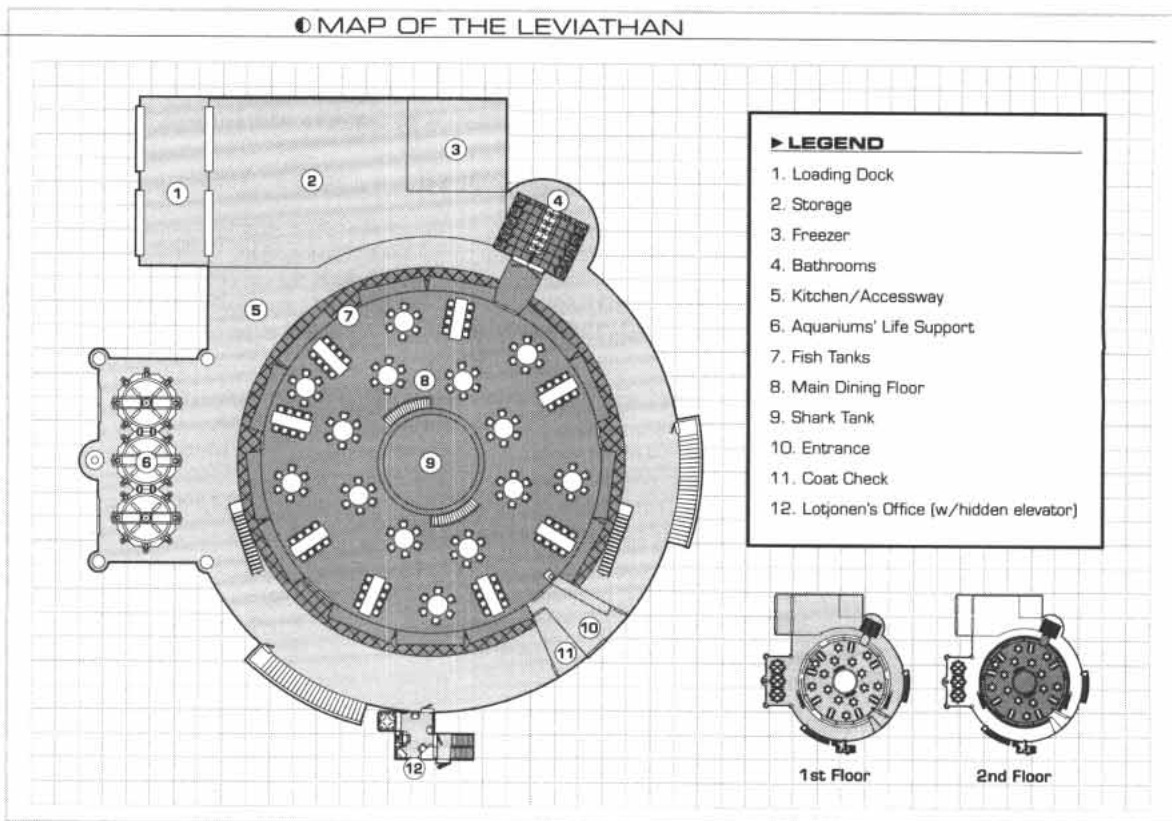 MAP OF THE LEVIATHAN
1
2
3
4
5
6
7
8
9
10
11
12
► LEGEND
1. Loading Dock
2. Storage
3. Freezer
4. Bathrooms
5. Kitchen/Accessway
6. Aquariums' Life Support
7. Fish Tanks
8. Main Dining Floor
9. Shark Tank
10. Entrance
11. Coat Check
12. Lotjonen's Office (w/hidden elevator)
1st Floor
2nd Floor